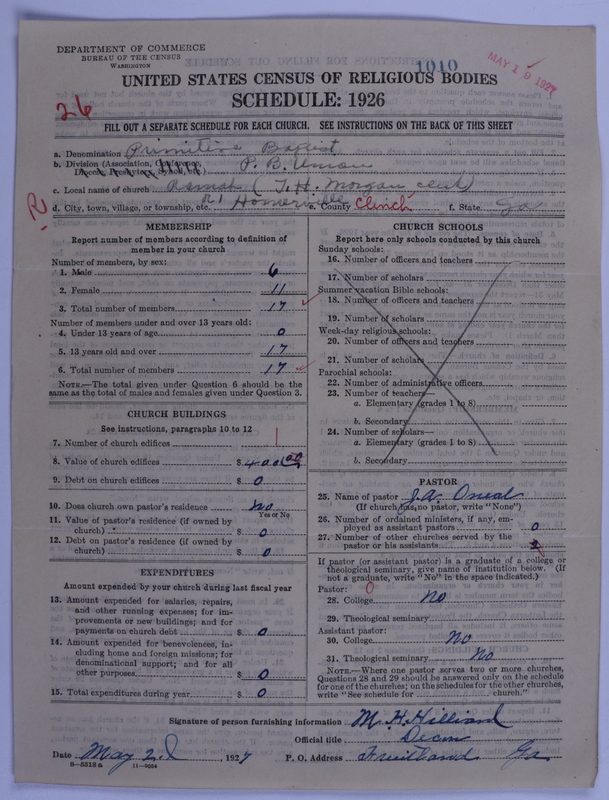 DEPARTMENT OF COMMERCE
BUREAU OF THE CENSUS
WASHINGTON
1010
MAY 19 1927
UNITED STATES CENSUS OF RELIGIOUS BODIES
SCHEDULE: 1926
26
FILL OUT A SEPARATE SCHEDULE FOR EACH CHURCH. SEE INSTRUCTIONS ON THE BACK OF THIS SHEET
a. Denomination Primitive Baptist
b. Division (Association, Conference, Diocese, Presbytery, Synod, etc.) P. B. Union
c. Local name of church (T. H. Morgan clerk)
R
d. City, town, village, or township, etc. R1 Homerville e. County Clinch f. State Ga
MEMBERSHIP
Report number of members according to definition of
member in your church
Number of members, by sex:
1. Male 6
2. Female 11
3. Total number of members 17
Number of members under and over 13 years old:
4. Under 13 years of age 0
5. 13 years old and over 17
6. Total number of members 17
NOTE.—The total given under Question 6 should be the
same as the total of males and females given under Question 3.
CHURCH BUILDINGS
See instructions, paragraphs 10 to 12
7. Number of church edifices 1
8. Value of church edifices $ 400.00
9. Debt on church edifices $ 0
10. Does church own pastor's residence no
Yes or No
11. Value of pastor's residence (if owned by
church) $ 0
12. Debt on pastor's residence (if owned by
church) $ 0
EXPENDITURES
Amount expended by your church during last fiscal year
13. Amount expended for salaries, repairs,
and other running expenses; for im-
provements or new buildings; and for
payments on church debt $ 0
14. Amount expended for benevolences, in-
cluding home and foreign missions; for
denominational support; and for all
other purposes $ 0
15. Total expenditures during year $ 0
CHURCH SCHOOLS
Report here only schools conducted by this church
Sunday schools:
16. Number of officers and teachers
17. Number of scholars
Summer vacation Bible schools:
18. Number of officers and teachers
19. Number of scholars
Week-day religious schools:
20. Number of officers and teachers
21. Number of scholars
Parochial schools:
22. Number of administrative officers
23. Number of teachers—
a. Elementary (grades 1 to 8)
b. Secondary
24. Number of scholars—
a. Elementary (grades 1 to 8)
b. Secondary
PASTOR
25. Name of pastor J. A. Oneal
(If church has no pastor, write "None")
26. Number of ordained ministers, if any, em-
ployed as assistant pastors 0
27. Number of other churches served by the
pastor or his assistants
If pastor (or assistant pastor) is a graduate of a college or
theological seminary, give name of institution below. (If
not a graduate, write "No" in the space indicated.)
Pastor: 0
28. College No
29. Theological seminary
Assistant pastor:
30. College No
31. Theological seminary No
NOTE.—Where one pastor serves two or more churches,
Questions 28 and 29 should be answered only on the schedule
for one of the churches; on the schedules for the other churches,
write "See schedule for church."
Signature of person furnishing information M. H. Hilliard
Official title Decon
Date May 2d, 1927 P. O. Address Fruitland Ga
8—5518 a 11—9654